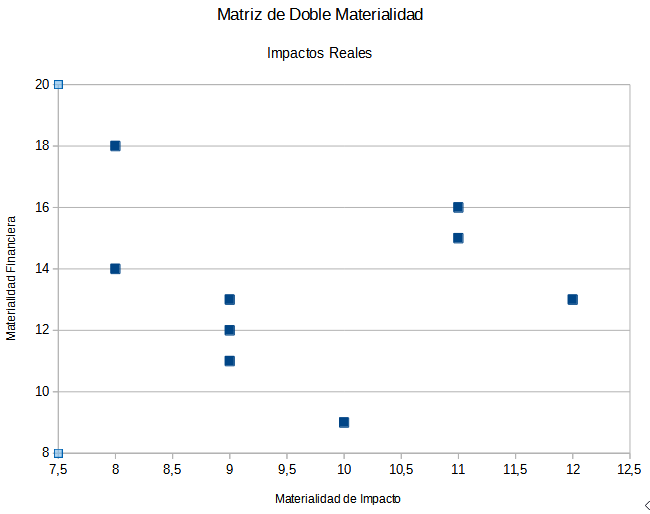 Matriz de Doble Materialidad
Impactos Reales
20
18
16
14
12
10
8
Materialidad Financiera
7,5 8 8,5 9 9,5 10 10,5 11 11,5 12 12,5
Materialidad de Impacto